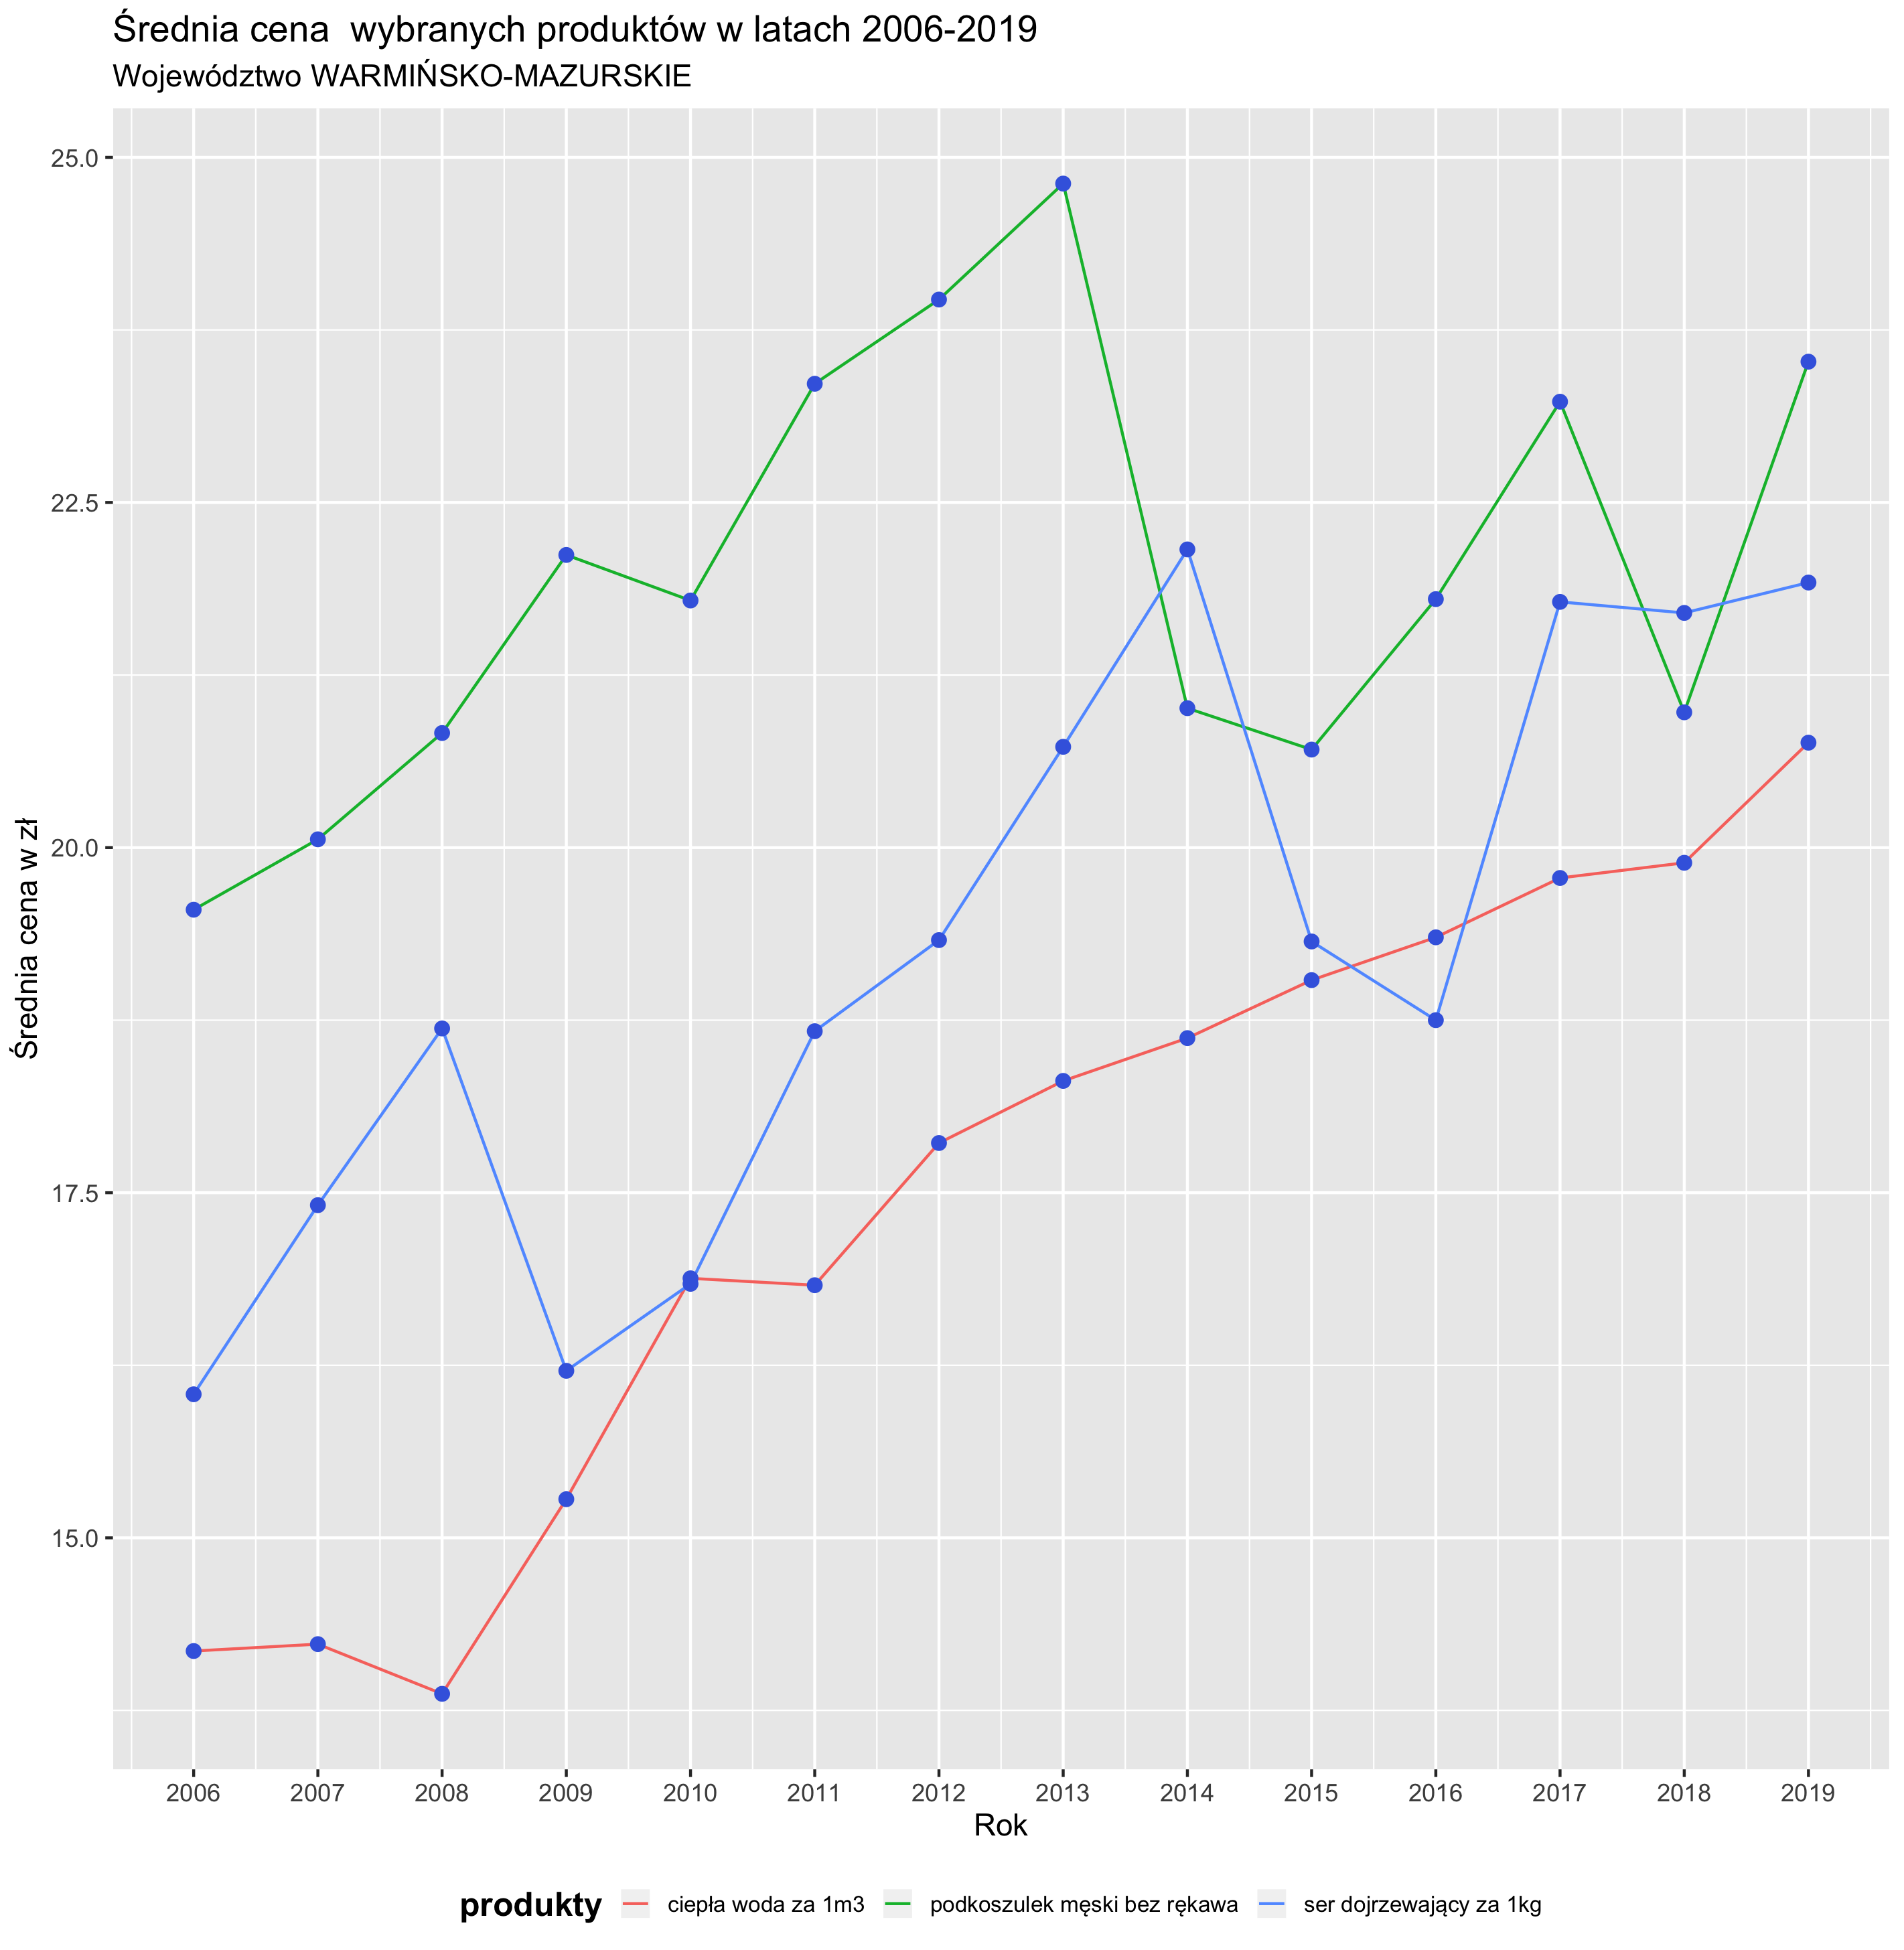 Średnia cena  wybranych produktów w latach 2006-2019
Województwo WARMIŃSKO-MAZURSKIE
25.0
22.5
20.0
17.5
15.0
Średnia cena w zł
2006 2007 2008 2009 2010 2011 2012 2013 2014 2015 2016 2017 2018 2019
Rok
produkty ciepła woda za 1m3 podkoszulek męski bez rękawa ser dojrzewający za 1kg